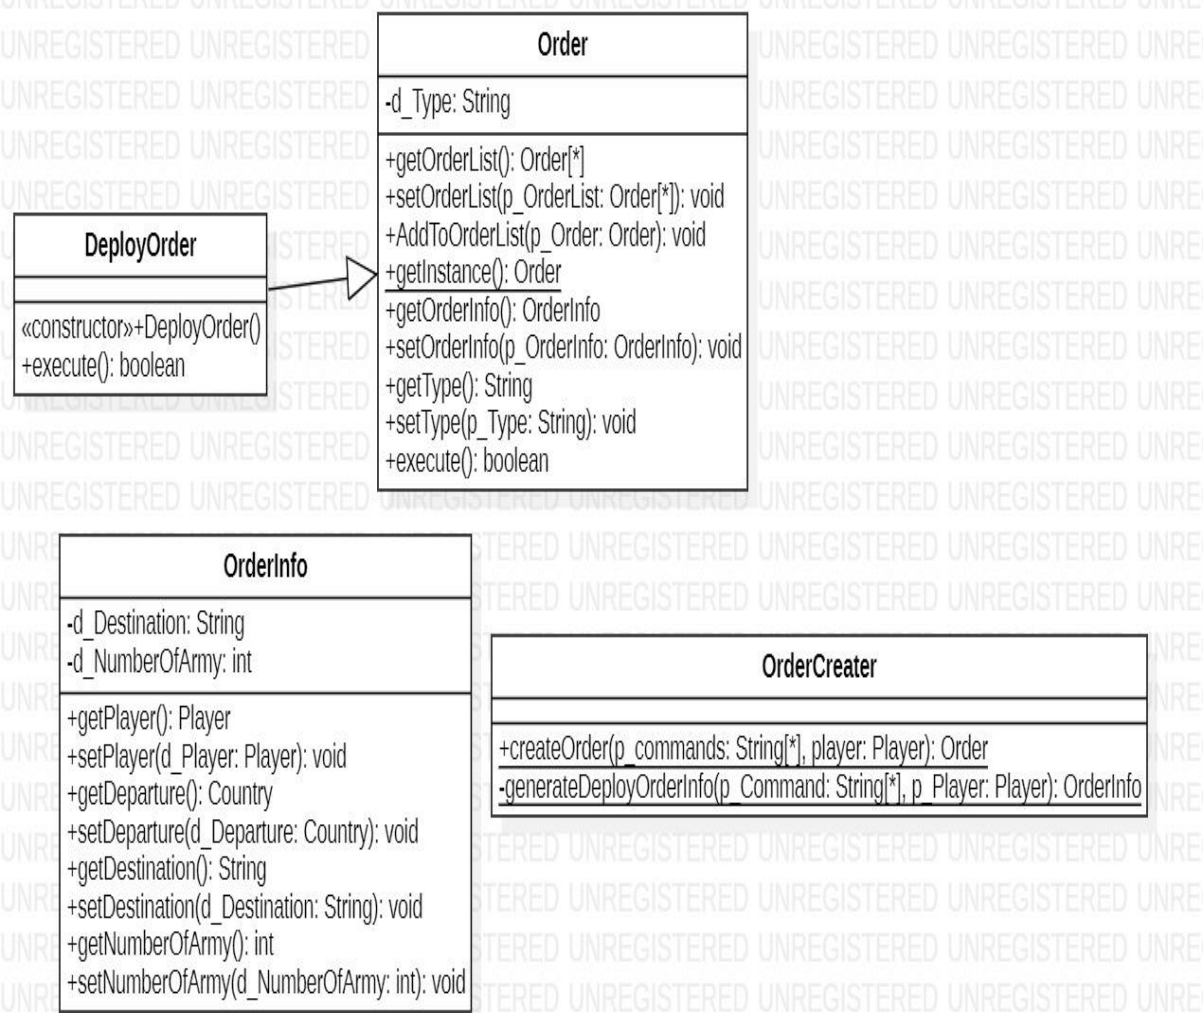 Order
-d_Type: String
+getOrderList(): Order[*]
+setOrderList(p_OrderList: Order[*]): void
+AddToOrderList(p_Order: Order): void
+getInstance(): Order
+getOrderInfo(): OrderInfo
+setOrderInfo(p_OrderInfo: OrderInfo): void
+getType(): String
+setType(p_Type: String): void
+execute(): boolean
DeployOrder
«constructor»+DeployOrder()
+execute(): boolean
OrderInfo
-d_Destination: String
-d_NumberOfArmy: int
+getPlayer(): Player
+setPlayer(d_Player: Player): void
+getDeparture(): Country
+setDeparture(d_Departure: Country): void
+getDestination(): String
+setDestination(d_Destination: String): void
+getNumberOfArmy(): int
+setNumberOfArmy(d_NumberOfArmy: int): void
OrderCreater
+createOrder(p_commands: String[*], player: Player): Order
-generateDeployOrderInfo(p_Command: String[*], p_Player: Player): OrderInfo